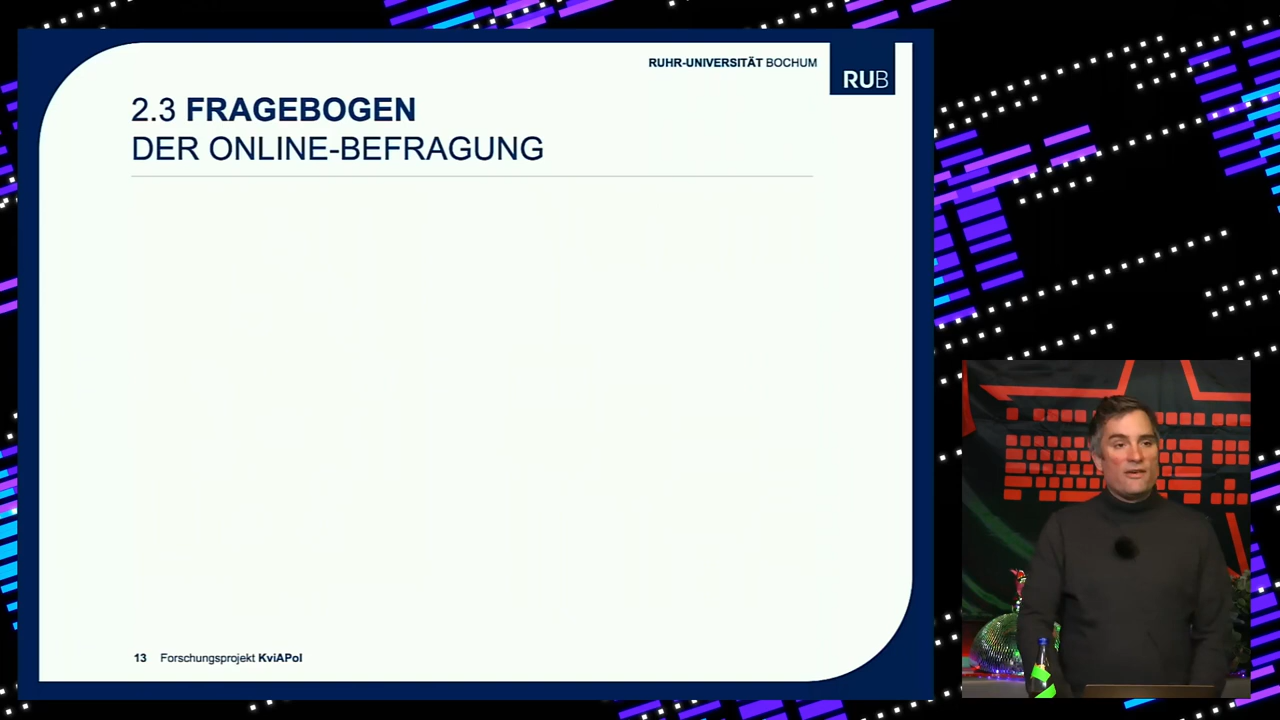 RUHR-UNIVERSITÄT BOCHUM
RUB
2.3 FRAGEBOGEN
DER ONLINE-BEFRAGUNG
13 Forschungsprojekt KviAPol